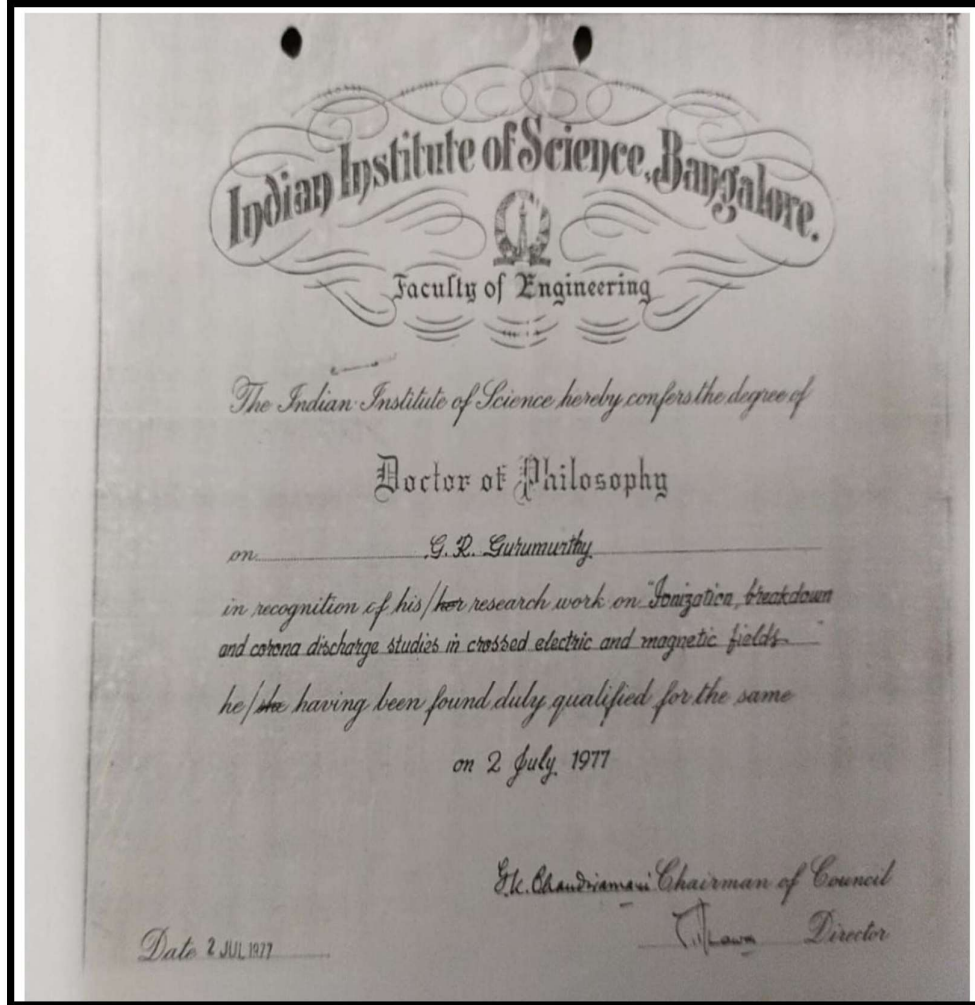 Indian Institute of Science, Bangalore.
Faculty of Engineering
The Indian Institute of Science hereby confers the degree of
Doctor of Philosophy
on G. R. Gurumurthy
in recognition of his/her research work on "Ionization, breakdown
and corona discharge studies in crossed electric and magnetic fields"
he/she having been found duly qualified for the same
on 2 July 1977
Chairman of Council
Director
Date 2 JUL 1977